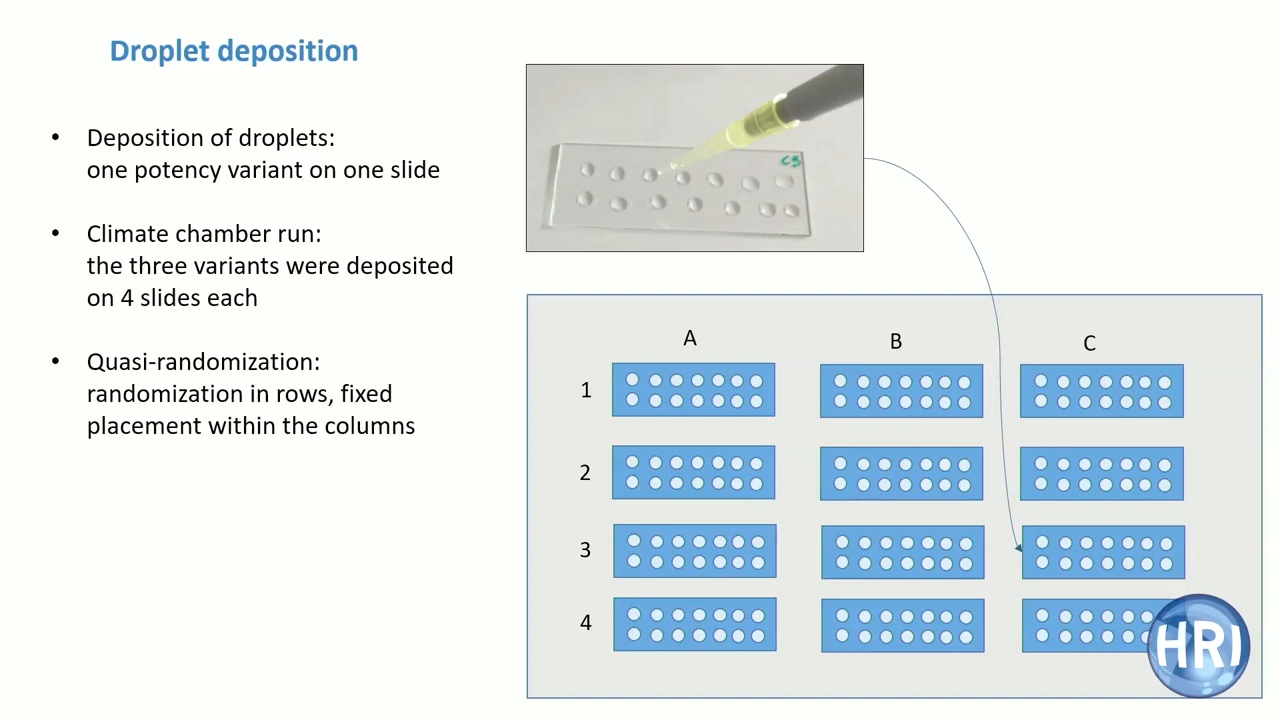 Droplet deposition
• Deposition of droplets:
one potency variant on one slide
• Climate chamber run:
the three variants were deposited
on 4 slides each
• Quasi-randomization:
randomization in rows, fixed
placement within the columns
C3
A B C
1
2
3
4
HRI